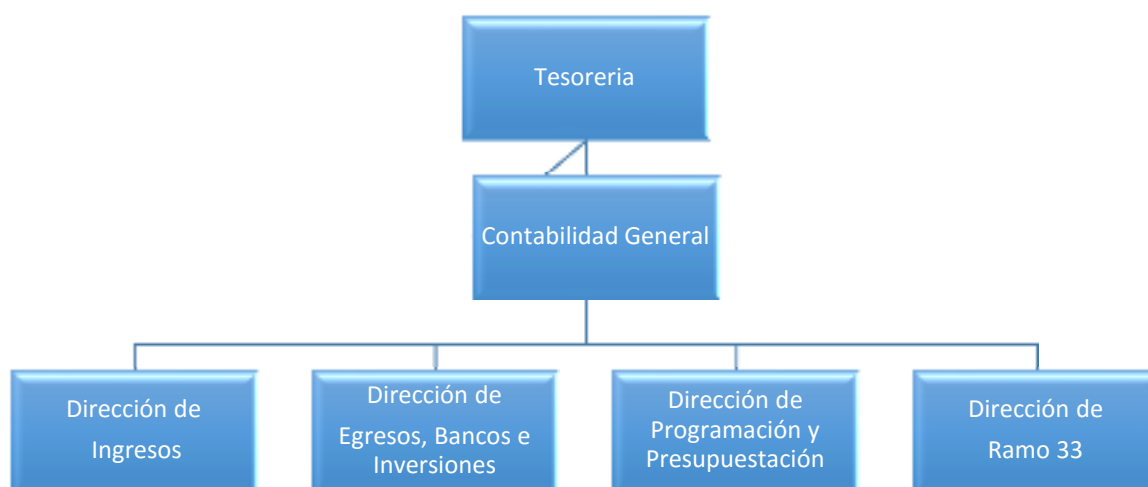 Tesoreria
Contabilidad General
Dirección de
Ingresos
Dirección de
Egresos, Bancos e
Inversiones
Dirección de
Programación y
Presupuestación
Dirección de
Ramo 33